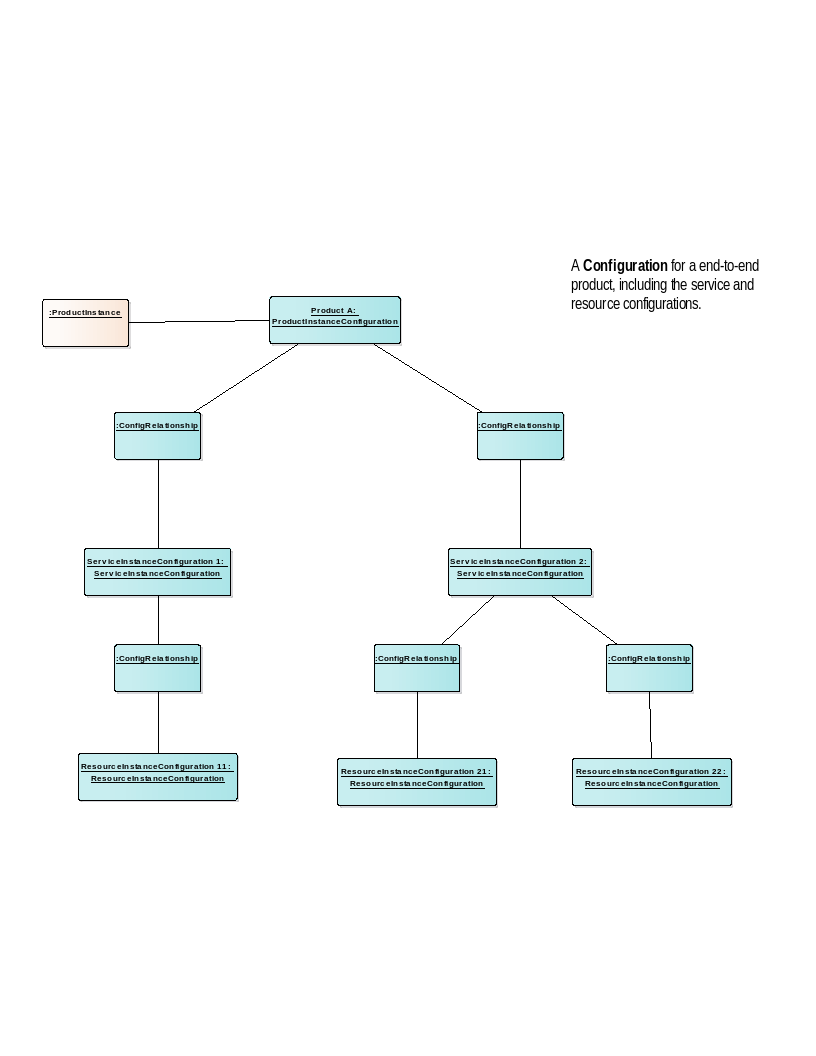 A Configuration for a end-to-end
product, including the service and
resource configurations.
:ProductInstance
Product A:
ProductInstanceConfiguration
:ConfigRelationship
:ConfigRelationship
ServiceInstanceConfiguration 1:
ServiceInstanceConfiguration
ServiceInstanceConfiguration 2:
ServiceInstanceConfiguration
:ConfigRelationship
:ConfigRelationship
:ConfigRelationship
ResourceInstanceConfiguration 11:
ResourceInstanceConfiguration
ResourceInstanceConfiguration 21:
ResourceInstanceConfiguration
ResourceInstanceConfiguration 22:
ResourceInstanceConfiguration